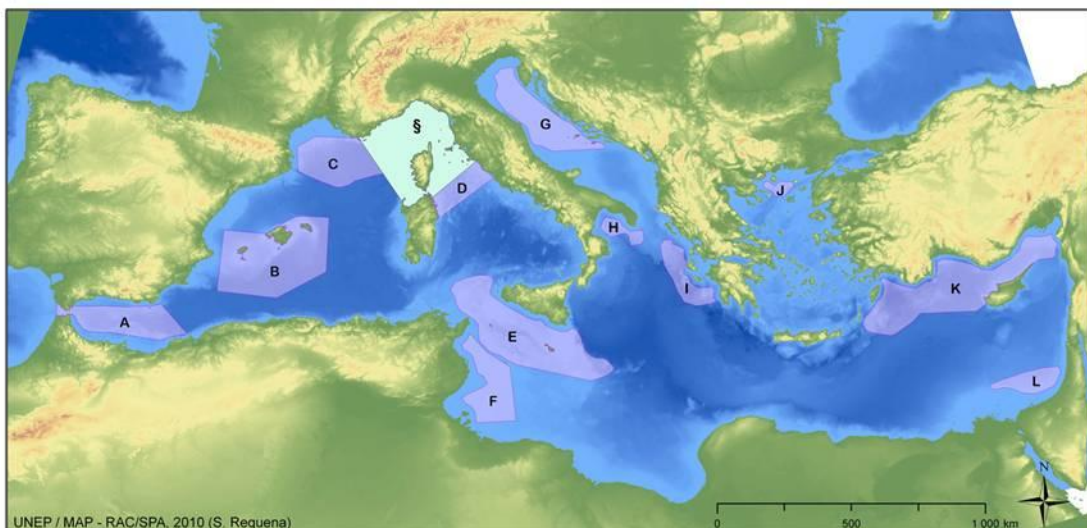 §
G
C
D
J
H
B
I
K
A
E
L
F
N
UNEP / MAP - RAC/SPA, 2010 (S. Requena)
0 500 1 000 km